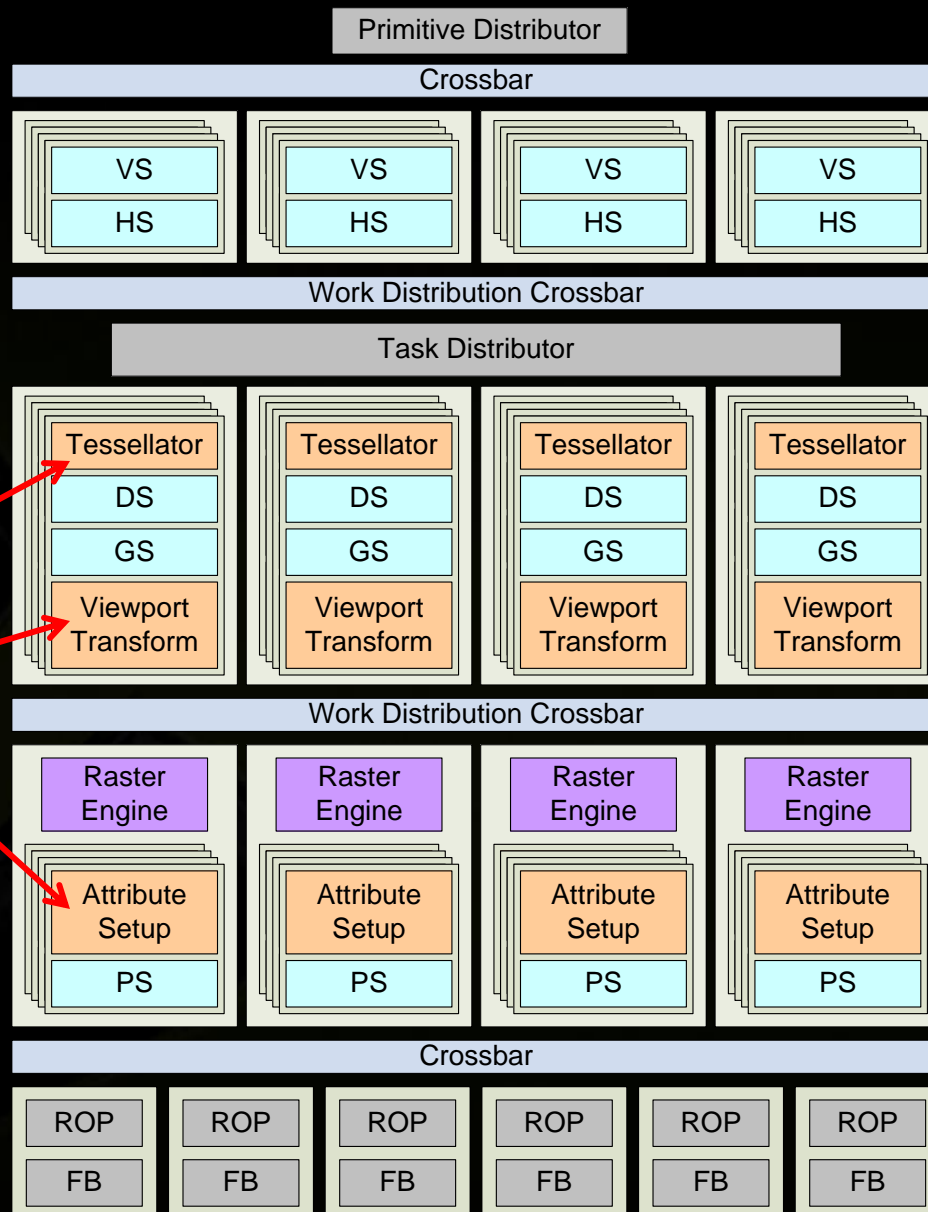 Primitive Distributor
Crossbar
VS VS VS VS
HS HS HS HS
Work Distribution Crossbar
Task Distributor
Tessellator Tessellator Tessellator Tessellator
DS DS DS DS
GS GS GS GS
Viewport Viewport Viewport Viewport
Transform Transform Transform Transform
Work Distribution Crossbar
Raster Raster Raster Raster
Engine Engine Engine Engine
Attribute Attribute Attribute Attribute
Setup Setup Setup Setup
PS PS PS PS
Crossbar
ROP ROP ROP ROP ROP ROP
FB FB FB FB FB FB